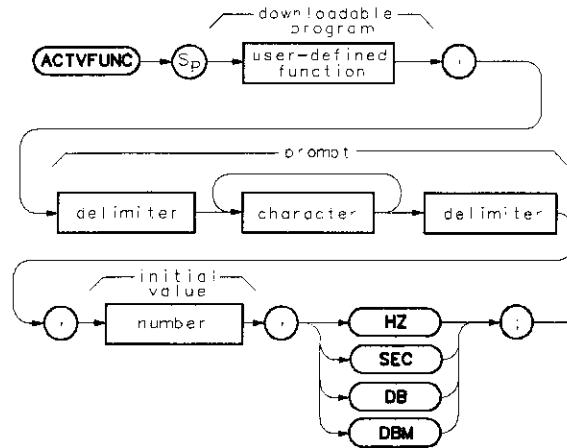 downloadable
program
ACTVFUNC
Sp
user-defined
function
,
prompt
delimiter
character
delimiter
initial
value
,
number
,
HZ
;
SEC
DB
DBM